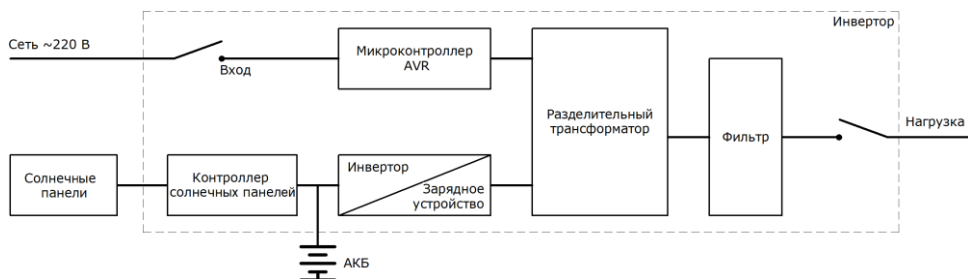 Инвертор
Сеть ~220 В
Вход
Микроконтроллер
AVR
Разделительный
трансформатор
Фильтр
Нагрузка
Солнечные
панели
Контроллер
солнечных панелей
Инвертор
Зарядное
устройство
АКБ